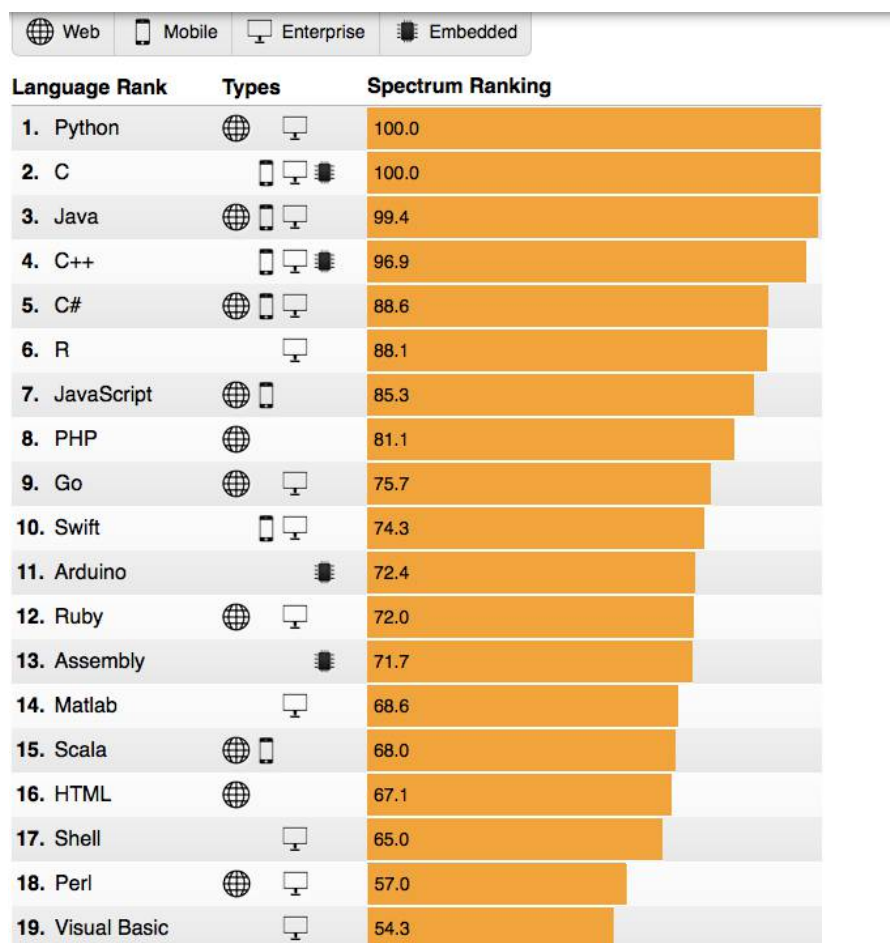 Web Mobile Enterprise Embedded
Language Rank Types Spectrum Ranking
1. Python 100.0
2. C 100.0
3. Java 99.4
4. C++ 96.9
5. C# 88.6
6. R 88.1
7. JavaScript 85.3
8. PHP 81.1
9. Go 75.7
10. Swift 74.3
11. Arduino 72.4
12. Ruby 72.0
13. Assembly 71.7
14. Matlab 68.6
15. Scala 68.0
16. HTML 67.1
17. Shell 65.0
18. Perl 57.0
19. Visual Basic 54.3